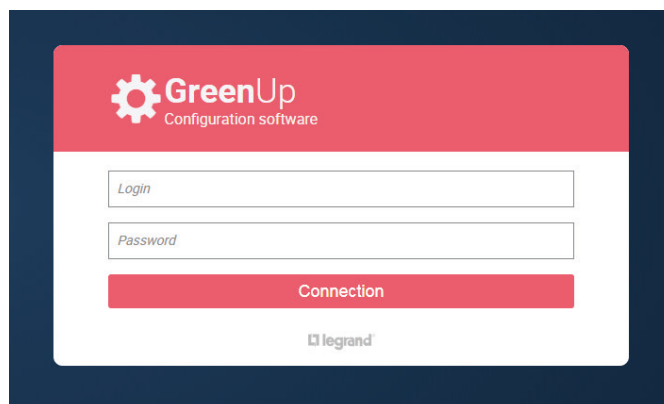 GreenUp
Configuration software
Login
Password
Connection
legrand